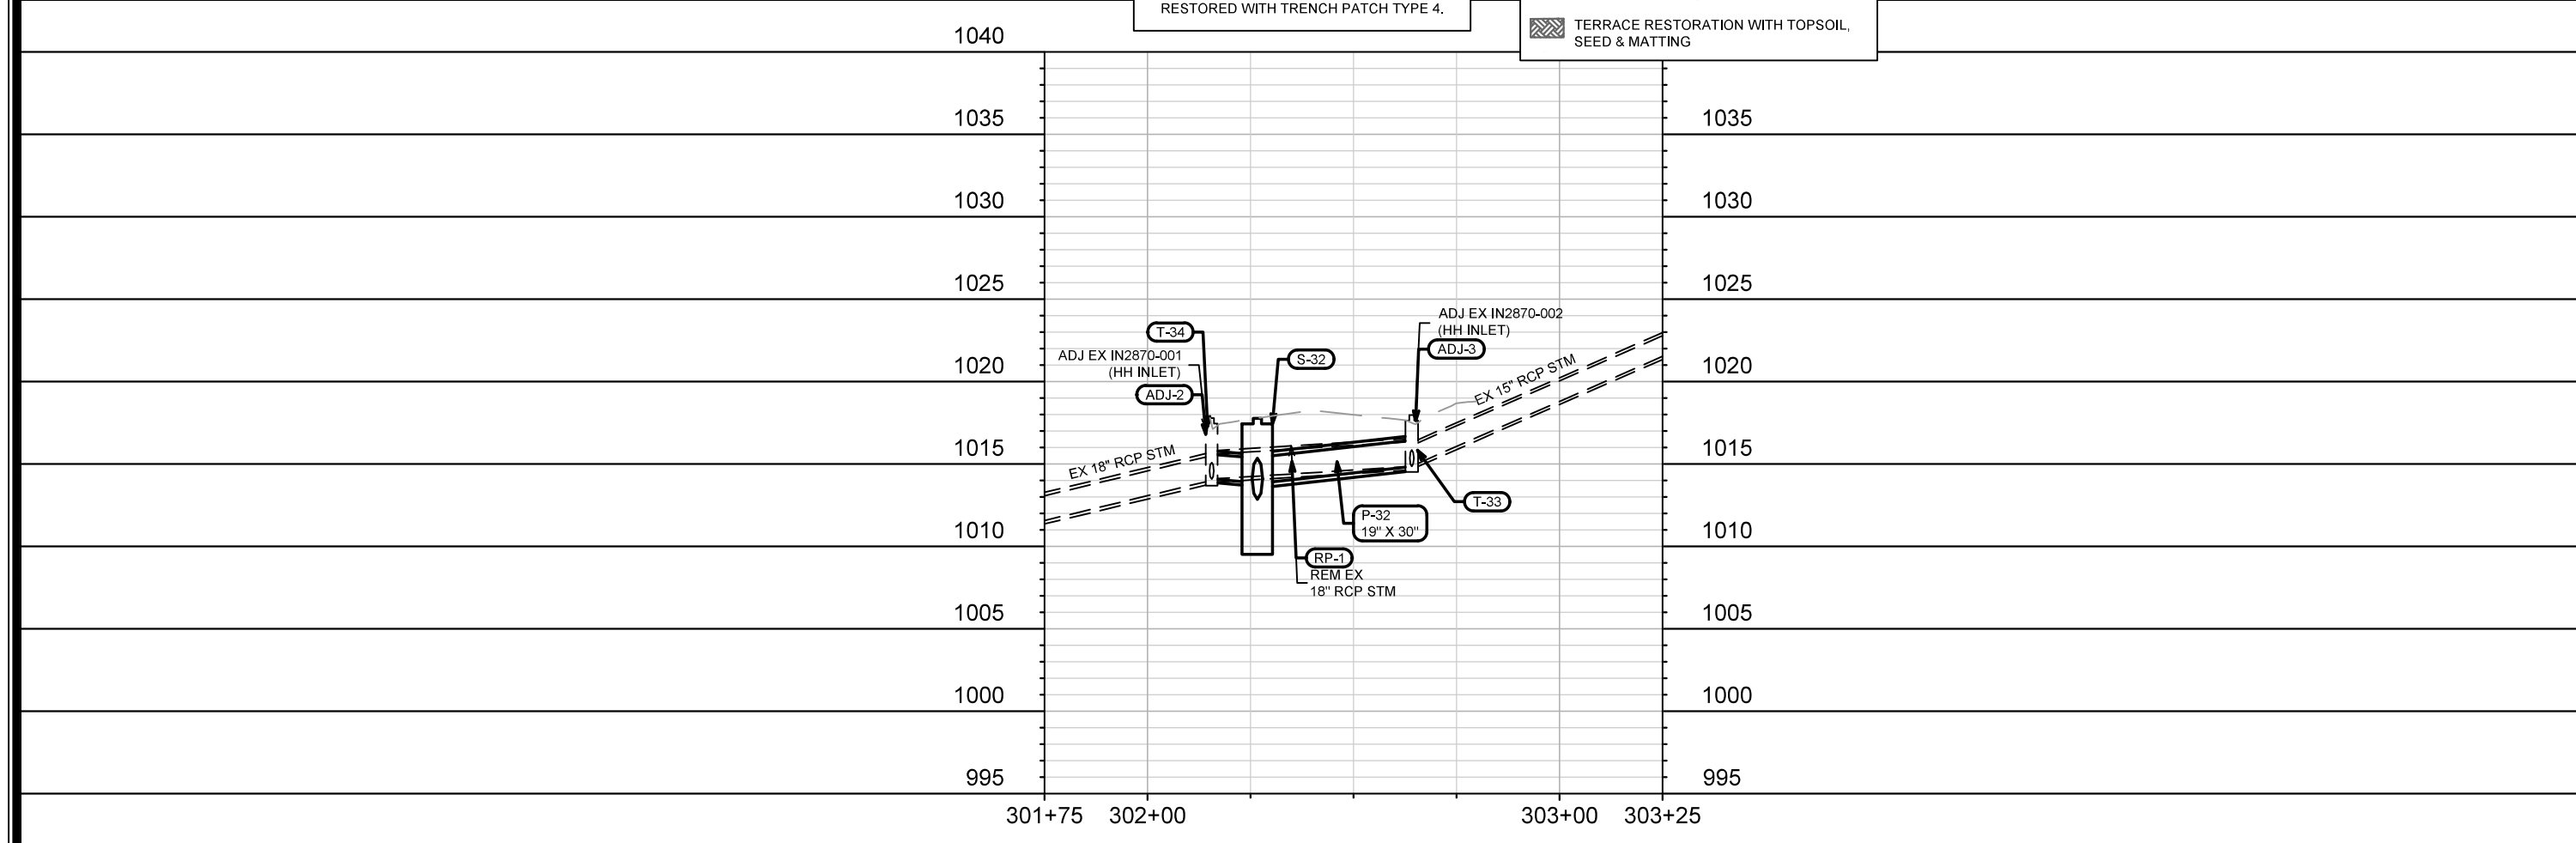 RESTORED WITH TRENCH PATCH TYPE 4.
TERRACE RESTORATION WITH TOPSOIL,
SEED & MATTING
1040
1035
1035
1030
1030
1025
1025
ADJ EX IN2870-002
(HH INLET)
T-34
ADJ-3
ADJ EX IN2870-001
(HH INLET)
S-32
1020
1020
EX 15" RCP STM
ADJ-2
1015
1015
EX 18" RCP STM
T-33
P-32
19" X 30"
1010
1010
RP-1
REM EX
18" RCP STM
1005
1005
1000
1000
995
995
301+75
302+00
303+00
303+25